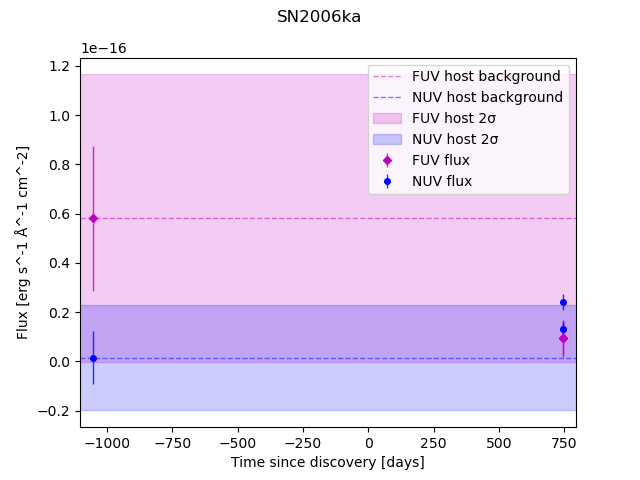 SN2006ka
1e−16
1.2
1.0
0.8
0.6
0.4
0.2
0.0
−0.2
Flux [erg s^-1 Å^-1 cm^-2]
FUV host background
NUV host background
FUV host 2σ
NUV host 2σ
FUV flux
NUV flux
−1000 −750 −500 −250 0 250 500 750
Time since discovery [days]